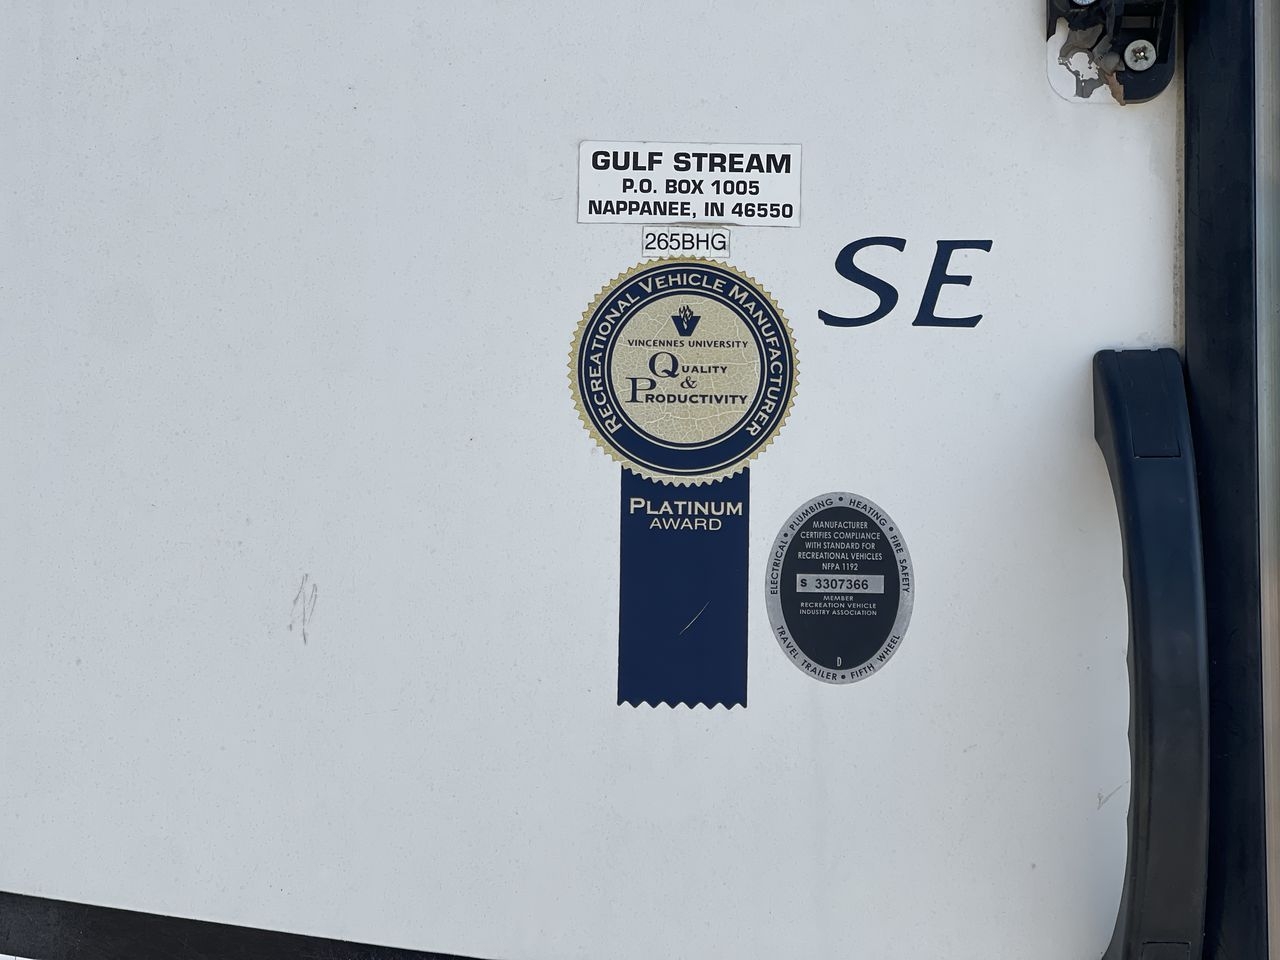 GULF STREAM
P.O. BOX 1005
NAPPANEE, IN 46550
265BHG
SE
RECREATIONAL VEHICLE MANUFACTURER
VINCENNES UNIVERSITY
QUALITY
&
PRODUCTIVITY
PLATINUM
AWARD
ELECTRICAL • PLUMBING • HEATING • FIRE SAFETY
MANUFACTURER
CERTIFIES COMPLIANCE
WITH STANDARD FOR
RECREATIONAL VEHICLES
NFPA 1192
S 3307366
MEMBER
RECREATION VEHICLE
INDUSTRY ASSOCIATION
D
TRAVEL TRAILER • FIFTH WHEEL